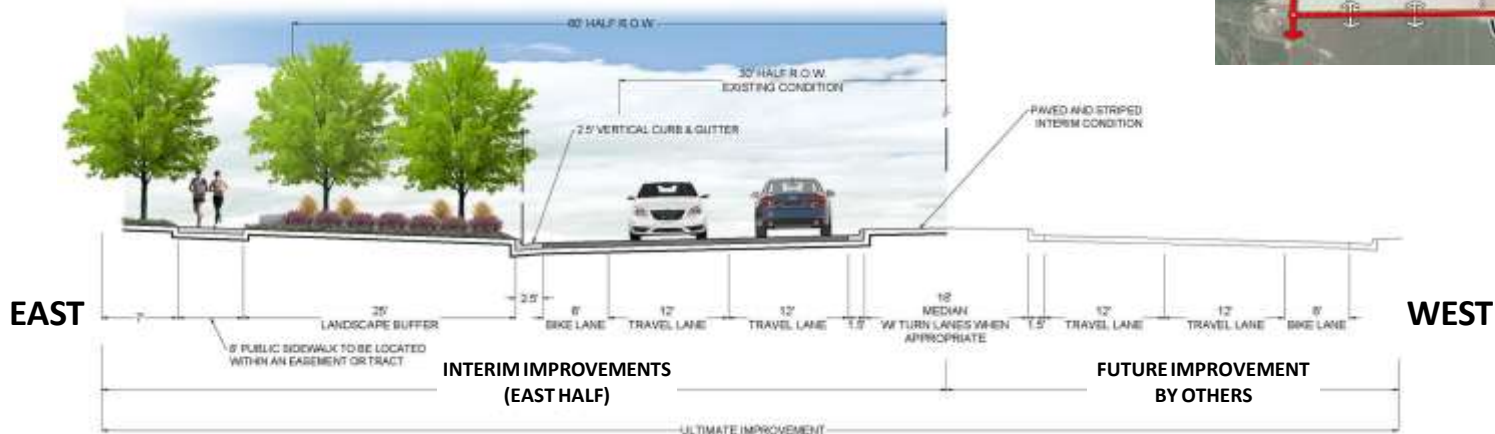 60' HALF R.O.W
30' HALF R.O.W.
EXISTING CONDITION
2.5' VERTICAL CURB & GUTTER
PAVED AND STRIPED
INTERIM CONDITION
EAST
7'
25'
LANDSCAPE BUFFER
2.5'
6'
BIKE LANE
12'
TRAVEL LANE
12'
TRAVEL LANE
1.5'
18'
MEDIAN
W/ TURN LANES WHEN
APPROPRIATE
1.5'
12'
TRAVEL LANE
12'
TRAVEL LANE
6'
BIKE LANE
WEST
6' PUBLIC SIDEWALK TO BE LOCATED
WITHIN AN EASEMENT OR TRACT
INTERIM IMPROVEMENTS
(EAST HALF)
FUTURE IMPROVEMENT
BY OTHERS
ULTIMATE IMPROVEMENT